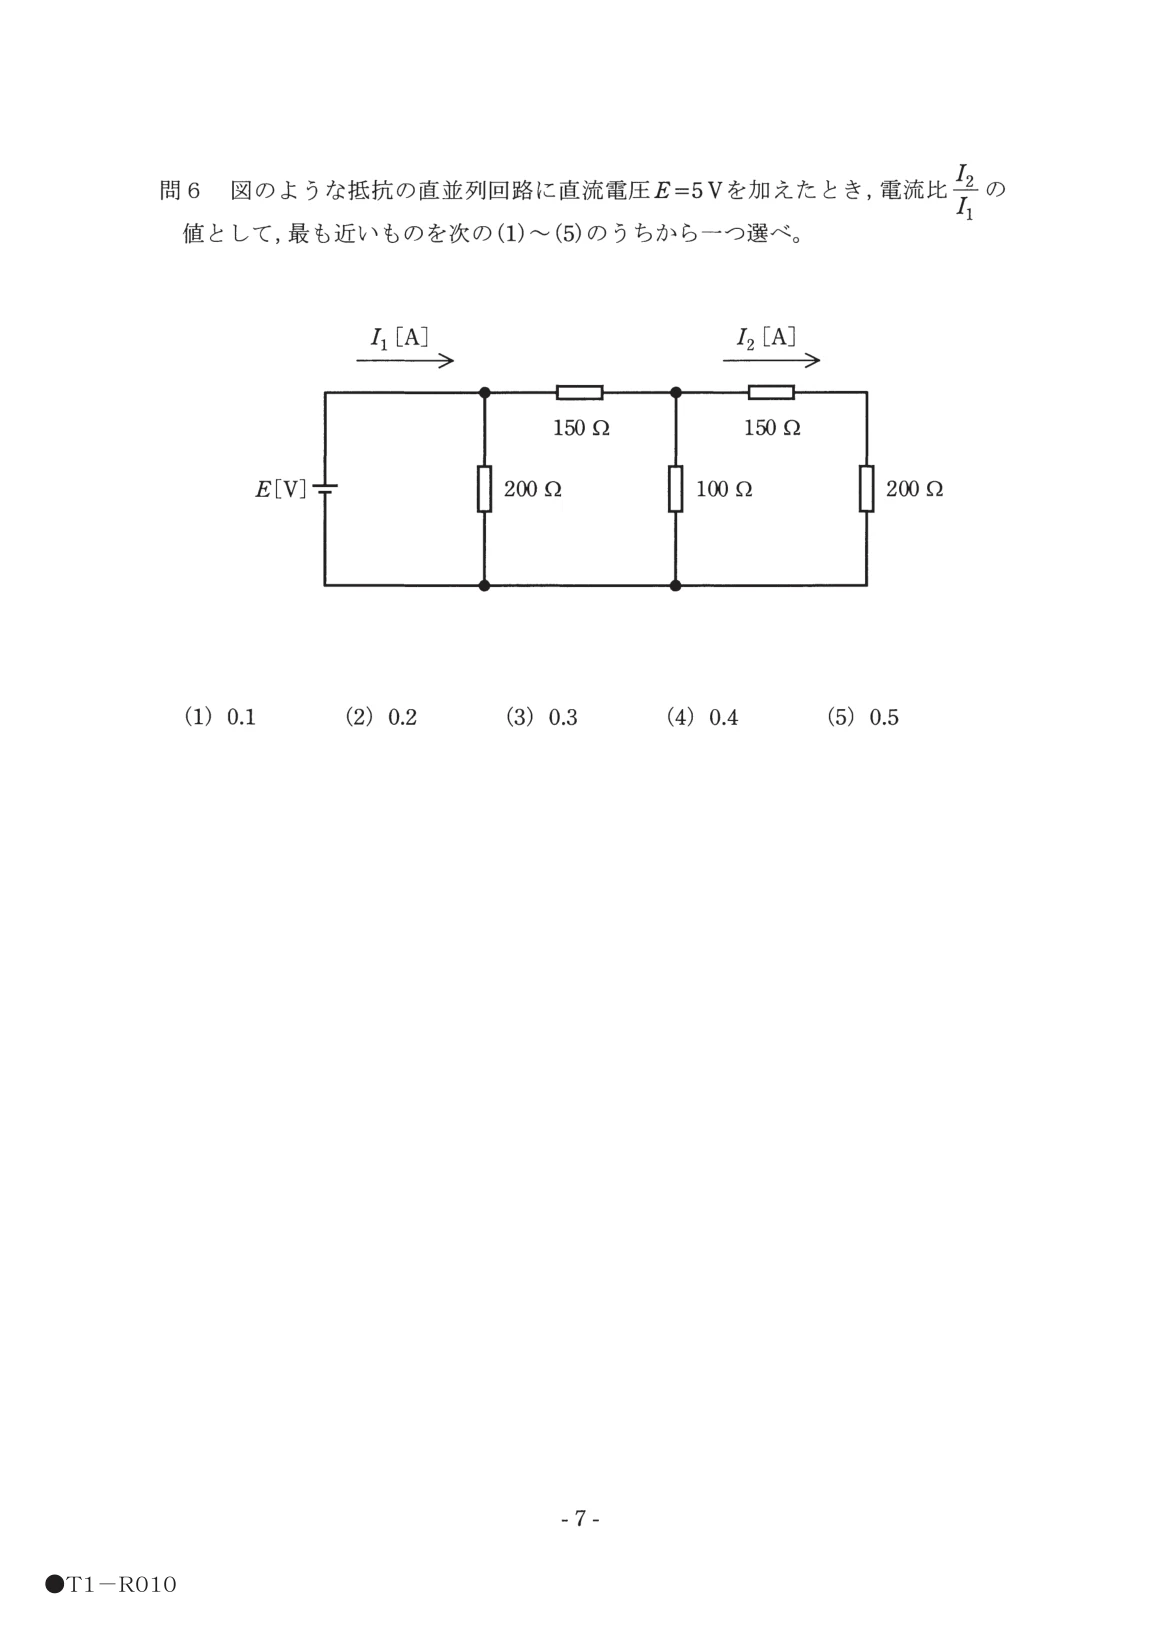 問6 図のような抵抗の直並列回路に直流電圧E=5Vを加えたとき,電流比I₂/I₁の
値として,最も近いものを次の(1)~(5)のうちから一つ選べ。
I₁[A] I₂[A]
150 Ω 150 Ω
E[V] 200 Ω 100 Ω 200 Ω
(1) 0.1 (2) 0.2 (3) 0.3 (4) 0.4 (5) 0.5
- 7 -
●T1-R010